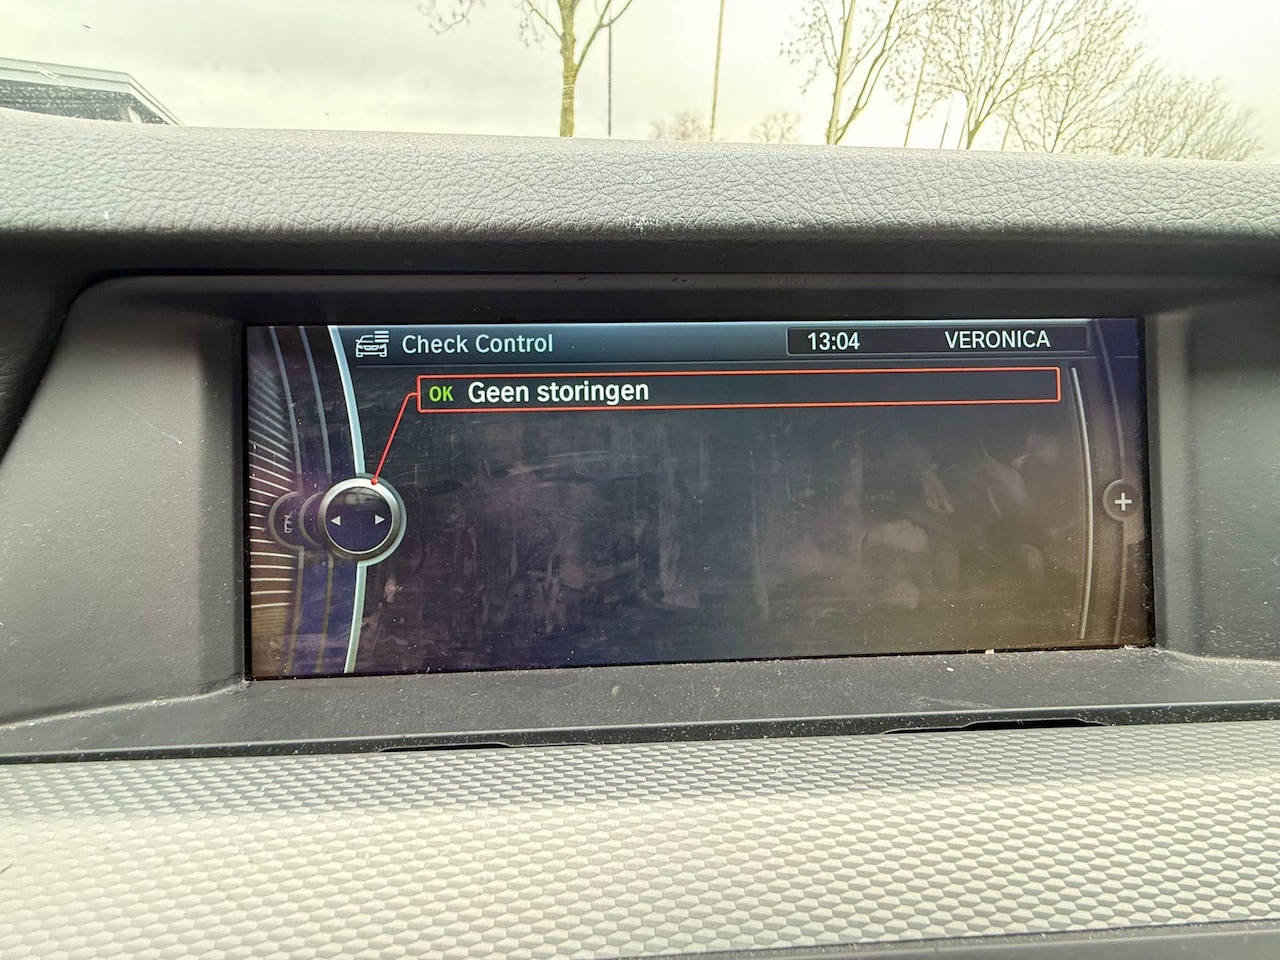 Check Control
13:04
VERONICA
OK Geen storingen